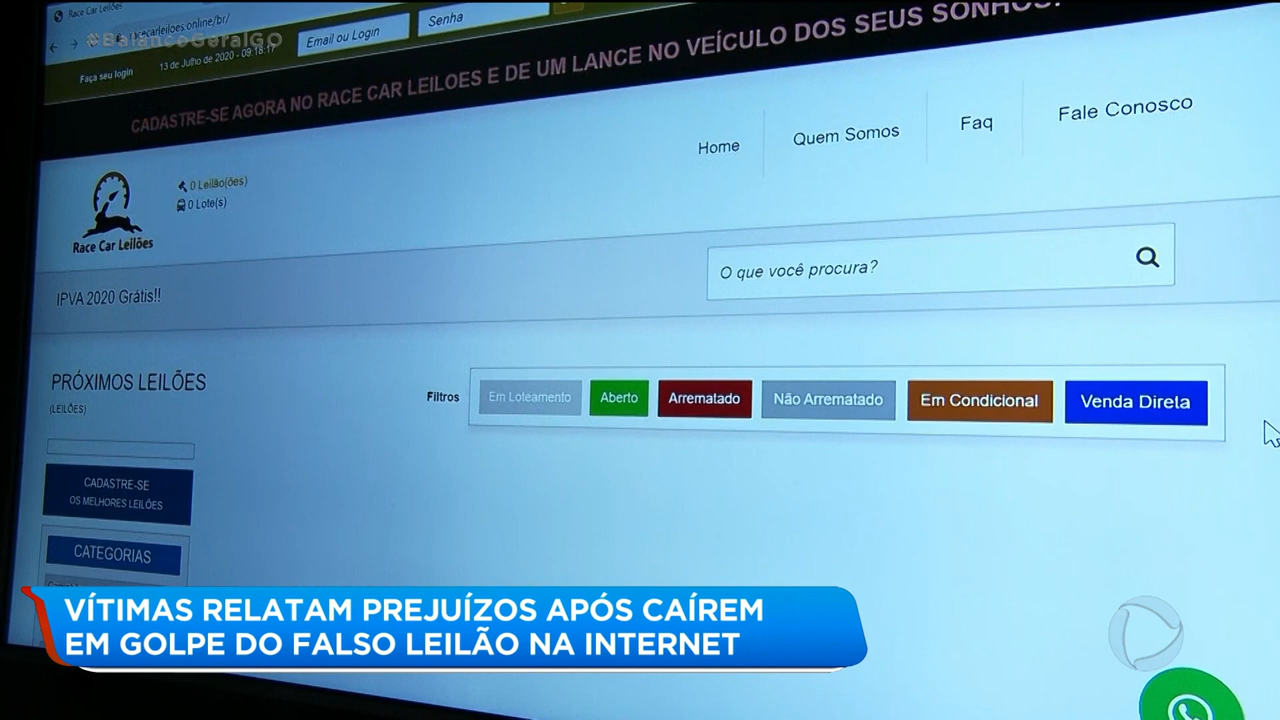 Race Car Leilões
racecarleiloes.online/br/
#BalançoGeralGO
Faça seu login
13 de Julho de 2020 - 09:18:17
Email ou Login
Senha
CADASTRE-SE AGORA NO RACE CAR LEILOES E DE UM LANCE NO VEÍCULO DOS SEUS SONHOS!
Home
Quem Somos
Faq
Fale Conosco
0 Leilão(ões)
0 Lote(s)
Race Car Leilões
O que você procura?
IPVA 2020 Grátis!!
PRÓXIMOS LEILÕES
(LEILÕES)
Filtros
Em Loteamento
Aberto
Arrematado
Não Arrematado
Em Condicional
Venda Direta
CADASTRE-SE
OS MELHORES LEILÕES
CATEGORIAS
VÍTIMAS RELATAM PREJUÍZOS APÓS CAÍREM
EM GOLPE DO FALSO LEILÃO NA INTERNET